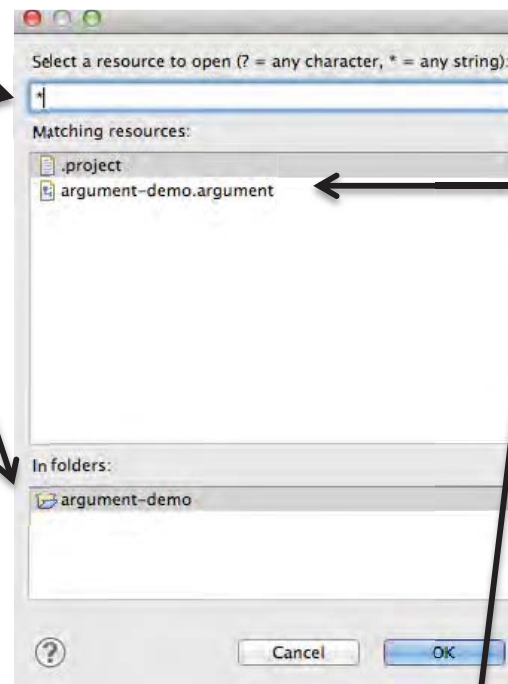 Select a resource to open (? = any character, * = any string):
*
Matching resources:
.project
argument-demo.argument
In folders:
argument-demo
?
Cancel
OK